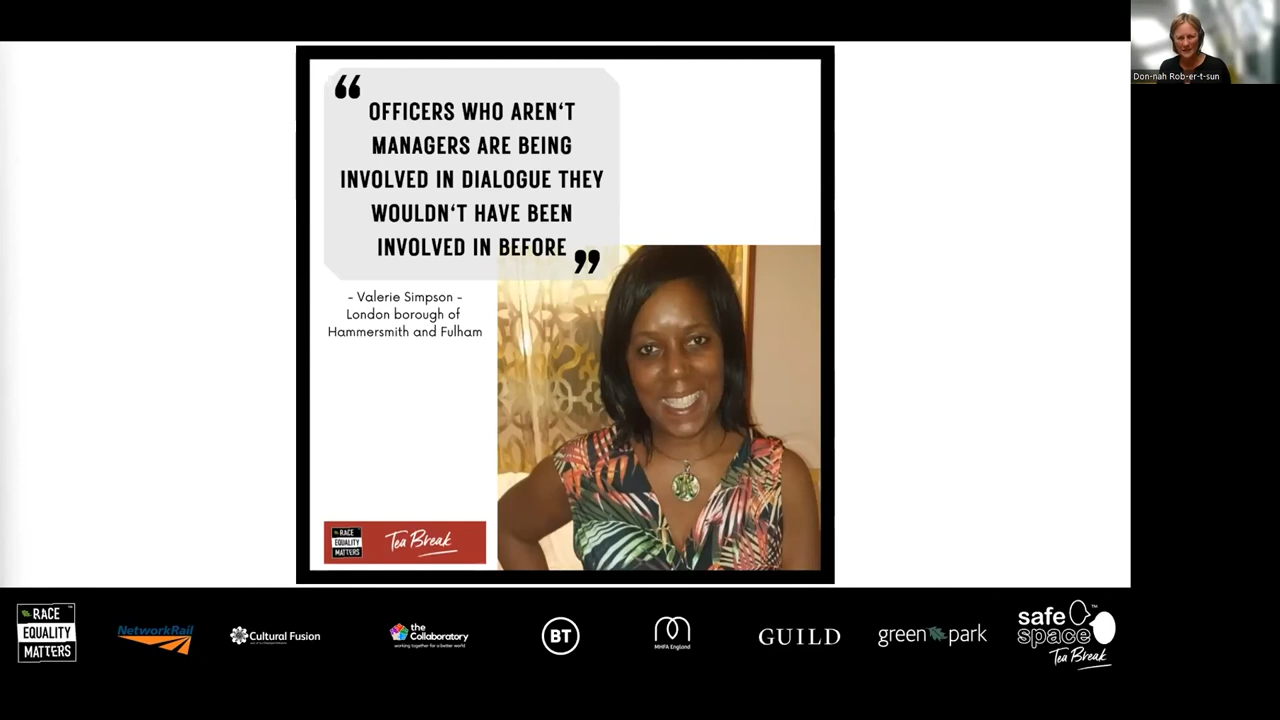 Don-nah Rob-er-t-sun
“
OFFICERS WHO AREN‘T
MANAGERS ARE BEING
INVOLVED IN DIALOGUE THEY
WOULDN‘T HAVE BEEN
INVOLVED IN BEFORE
”
- Valerie Simpson -
London borough of
Hammersmith and Fulham
RACE
EQUALITY
MATTERS
Tea Break
RACE
EQUALITY
MATTERS
NetworkRail
Cultural Fusion
the
Collaboratory
working together for a better world
BT
MHFA England
GUILD
green park
safe
space
TM
Tea Break